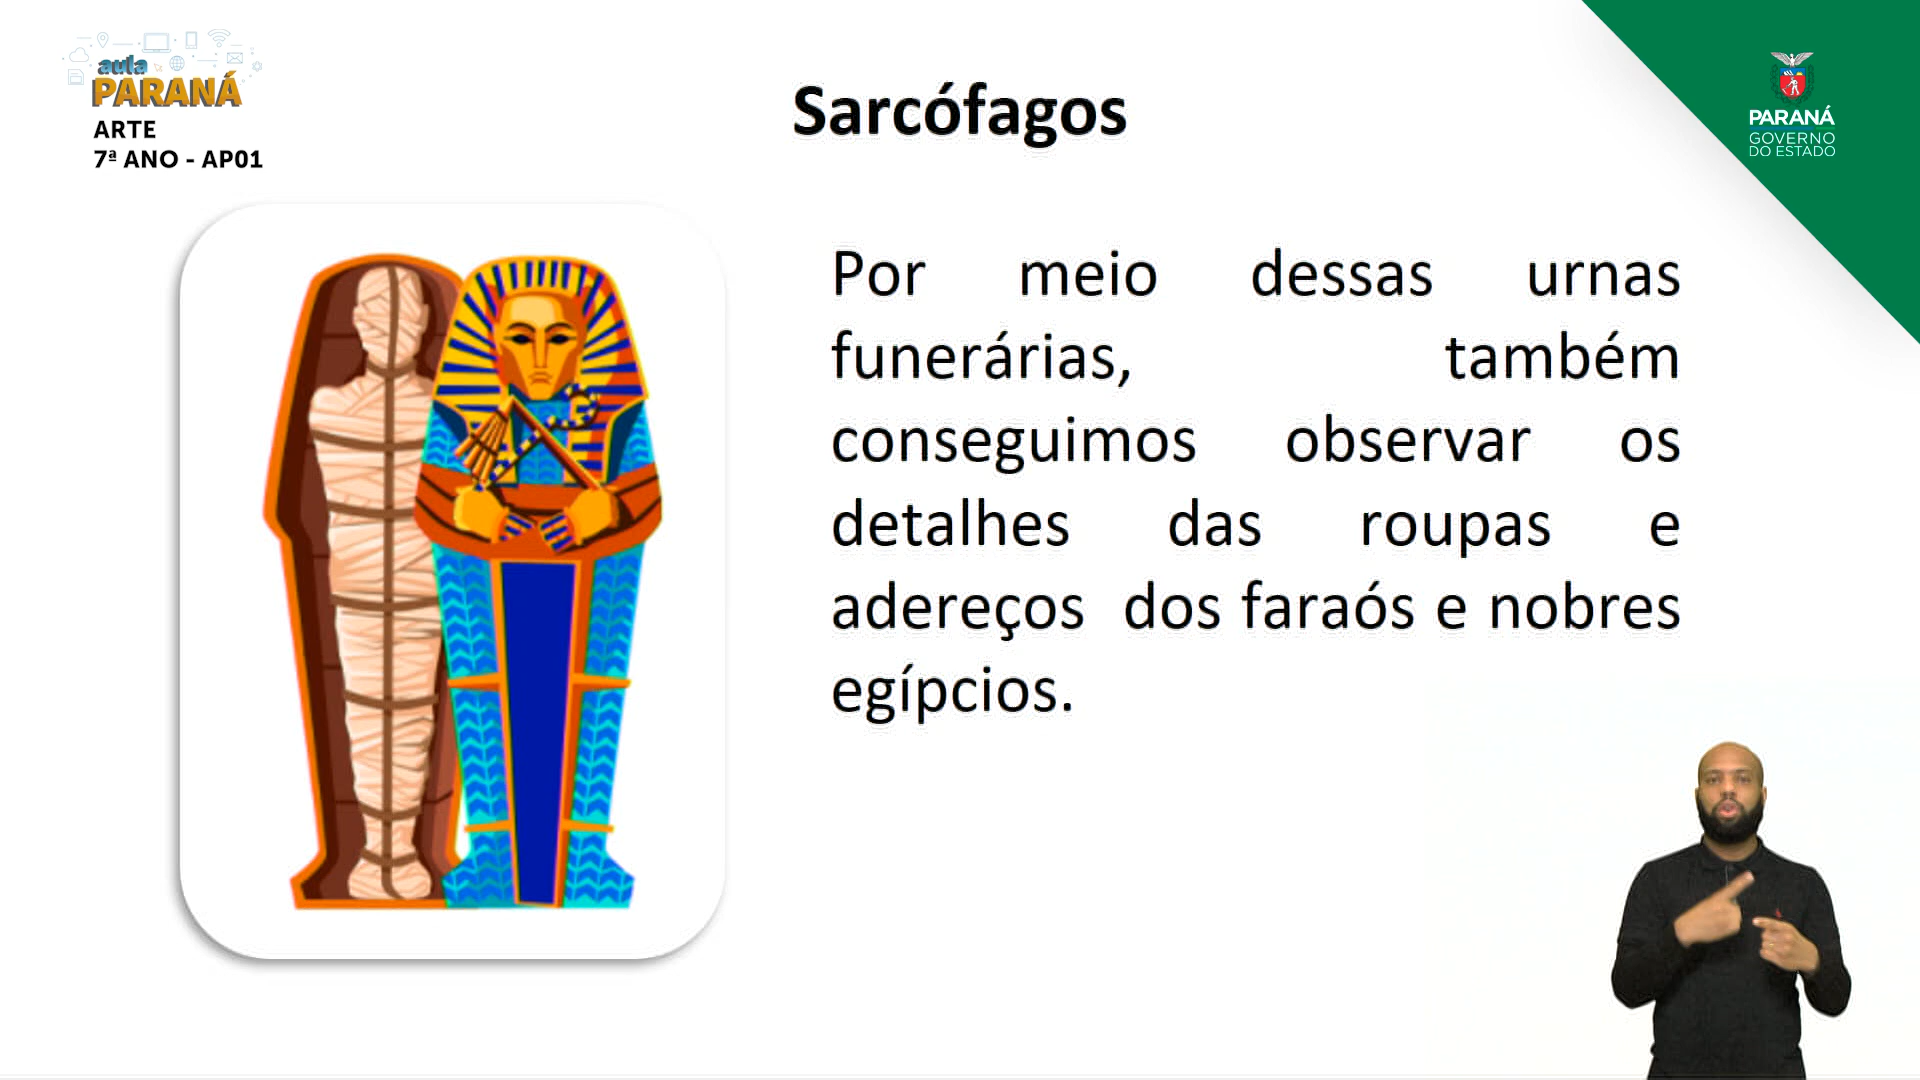 aula
PARANÁ
ARTE
7ª ANO - AP01
Sarcófagos
PARANÁ
GOVERNO
DO ESTADO
Por meio dessas urnas
funerárias, também
conseguimos observar os
detalhes das roupas e
adereços dos faraós e nobres
egípcios.